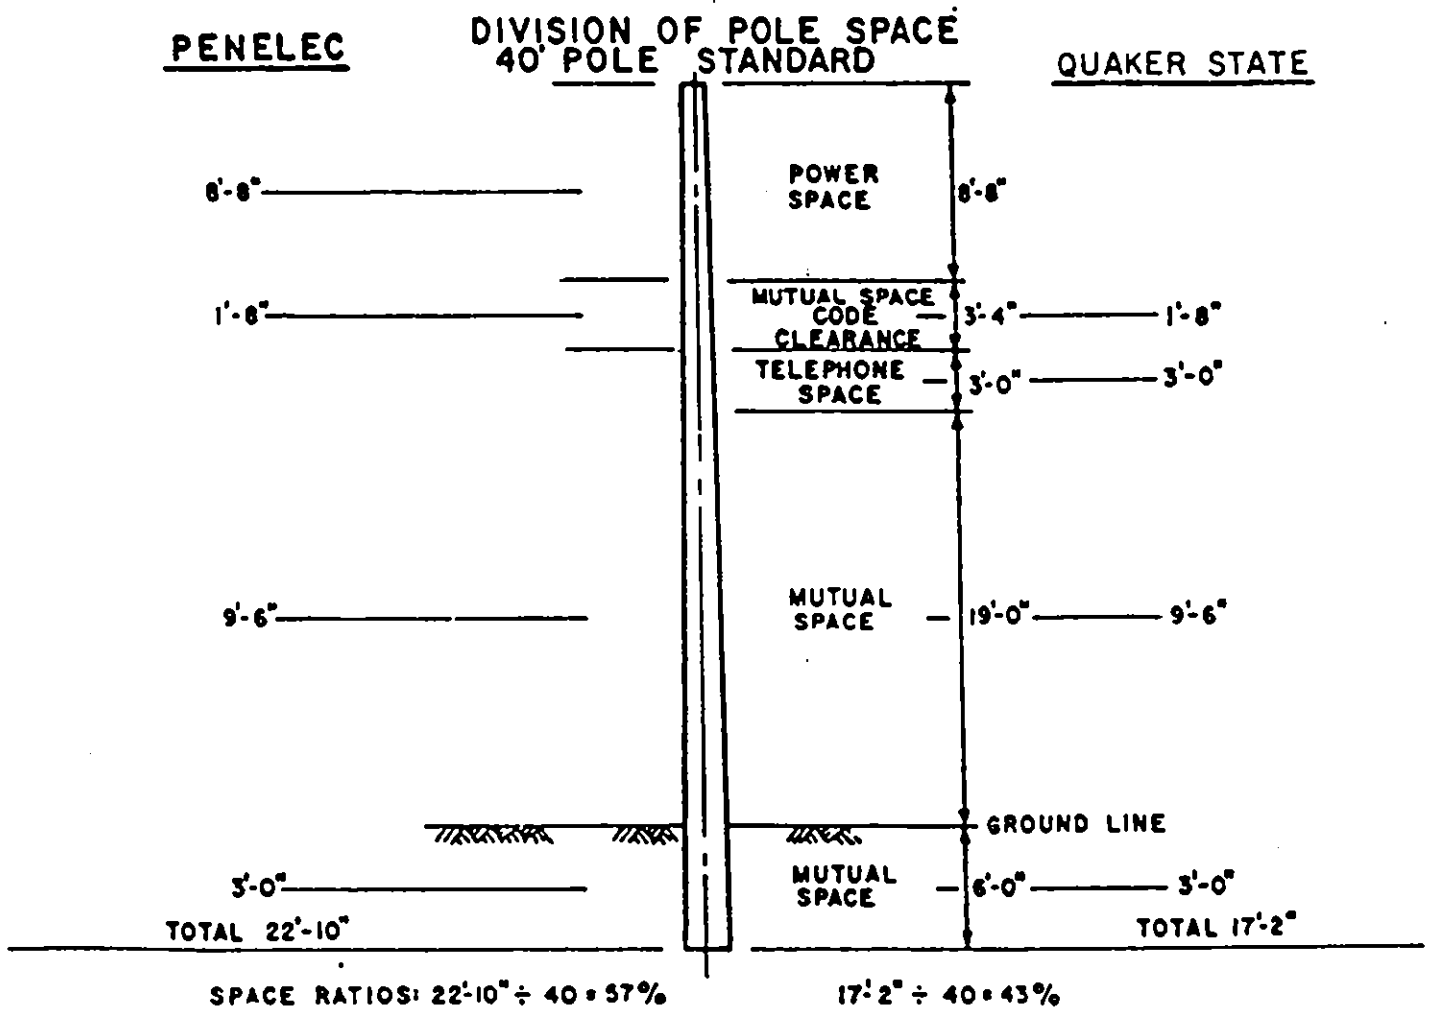 PENELEC
DIVISION OF POLE SPACE
40' POLE STANDARD
QUAKER STATE
8'-8"
POWER
SPACE
8'-8"
1'-8"
MUTUAL SPACE
CODE
CLEARANCE
3'-4"
1'-8"
TELEPHONE
SPACE
3'-0"
3'-0"
9'-6"
MUTUAL
SPACE
19'-0"
9'-6"
GROUND LINE
3'-0"
MUTUAL
SPACE
6'-0"
3'-0"
TOTAL 22'-10"
TOTAL 17'-2"
SPACE RATIOS: 22'-10" ÷ 40 = 57%
17'-2" ÷ 40 = 43%